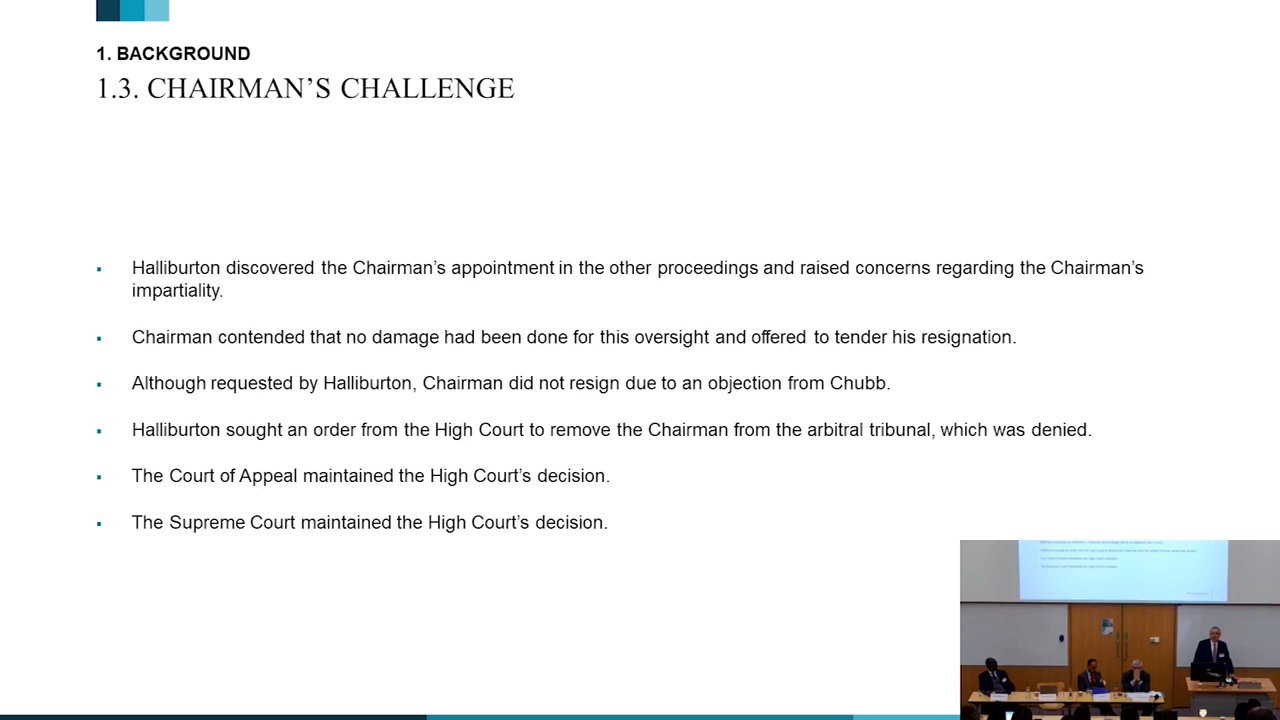 1. BACKGROUND
1.3. CHAIRMAN’S CHALLENGE
▪ Halliburton discovered the Chairman’s appointment in the other proceedings and raised concerns regarding the Chairman’s
impartiality.
▪ Chairman contended that no damage had been done for this oversight and offered to tender his resignation.
▪ Although requested by Halliburton, Chairman did not resign due to an objection from Chubb.
▪ Halliburton sought an order from the High Court to remove the Chairman from the arbitral tribunal, which was denied.
▪ The Court of Appeal maintained the High Court’s decision.
▪ The Supreme Court maintained the High Court’s decision.